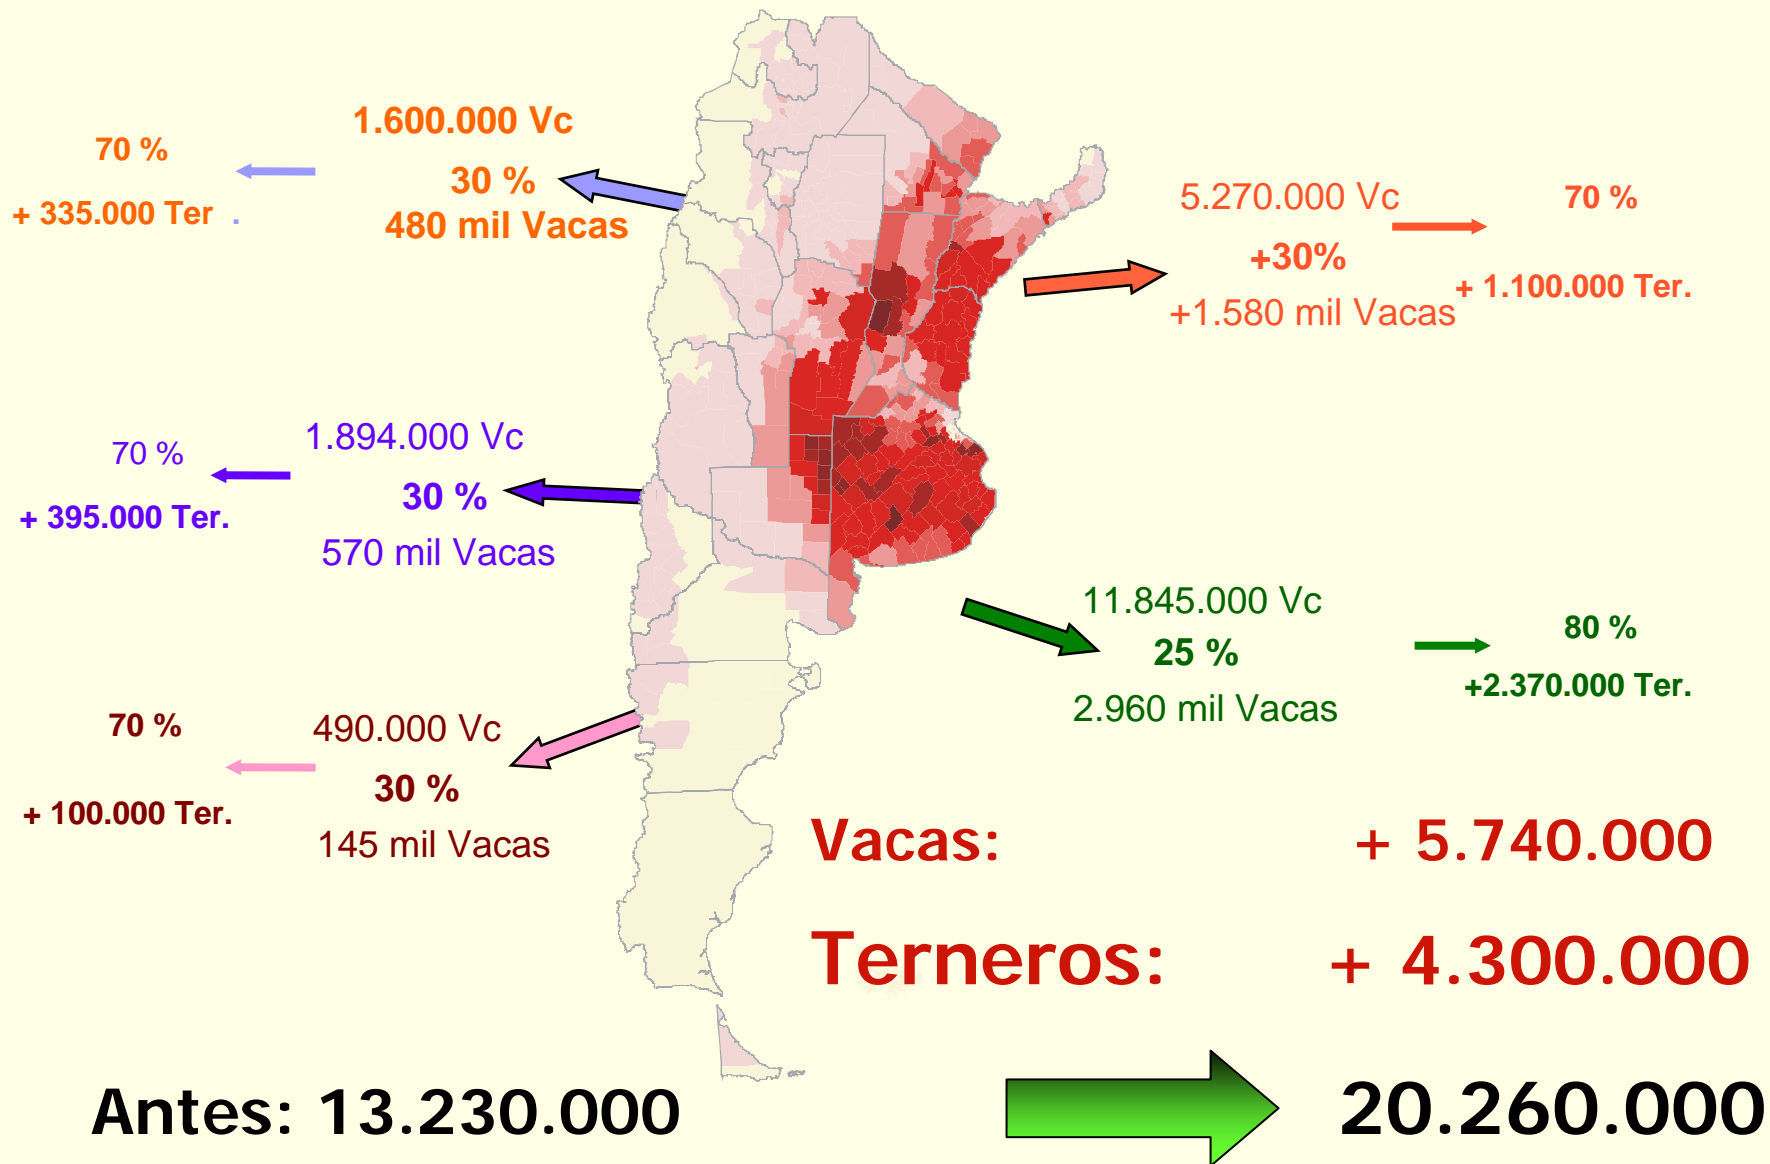 1.600.000 Vc
70 %
30 %
+ 335.000 Ter .
480 mil Vacas
5.270.000 Vc
70 %
+30%
+ 1.100.000 Ter.
+1.580 mil Vacas
1.894.000 Vc
70 %
30 %
+ 395.000 Ter.
570 mil Vacas
11.845.000 Vc
80 %
25 %
+2.370.000 Ter.
2.960 mil Vacas
490.000 Vc
70 %
30 %
+ 100.000 Ter.
145 mil Vacas
Vacas: + 5.740.000
Terneros: + 4.300.000
Antes: 13.230.000 20.260.000